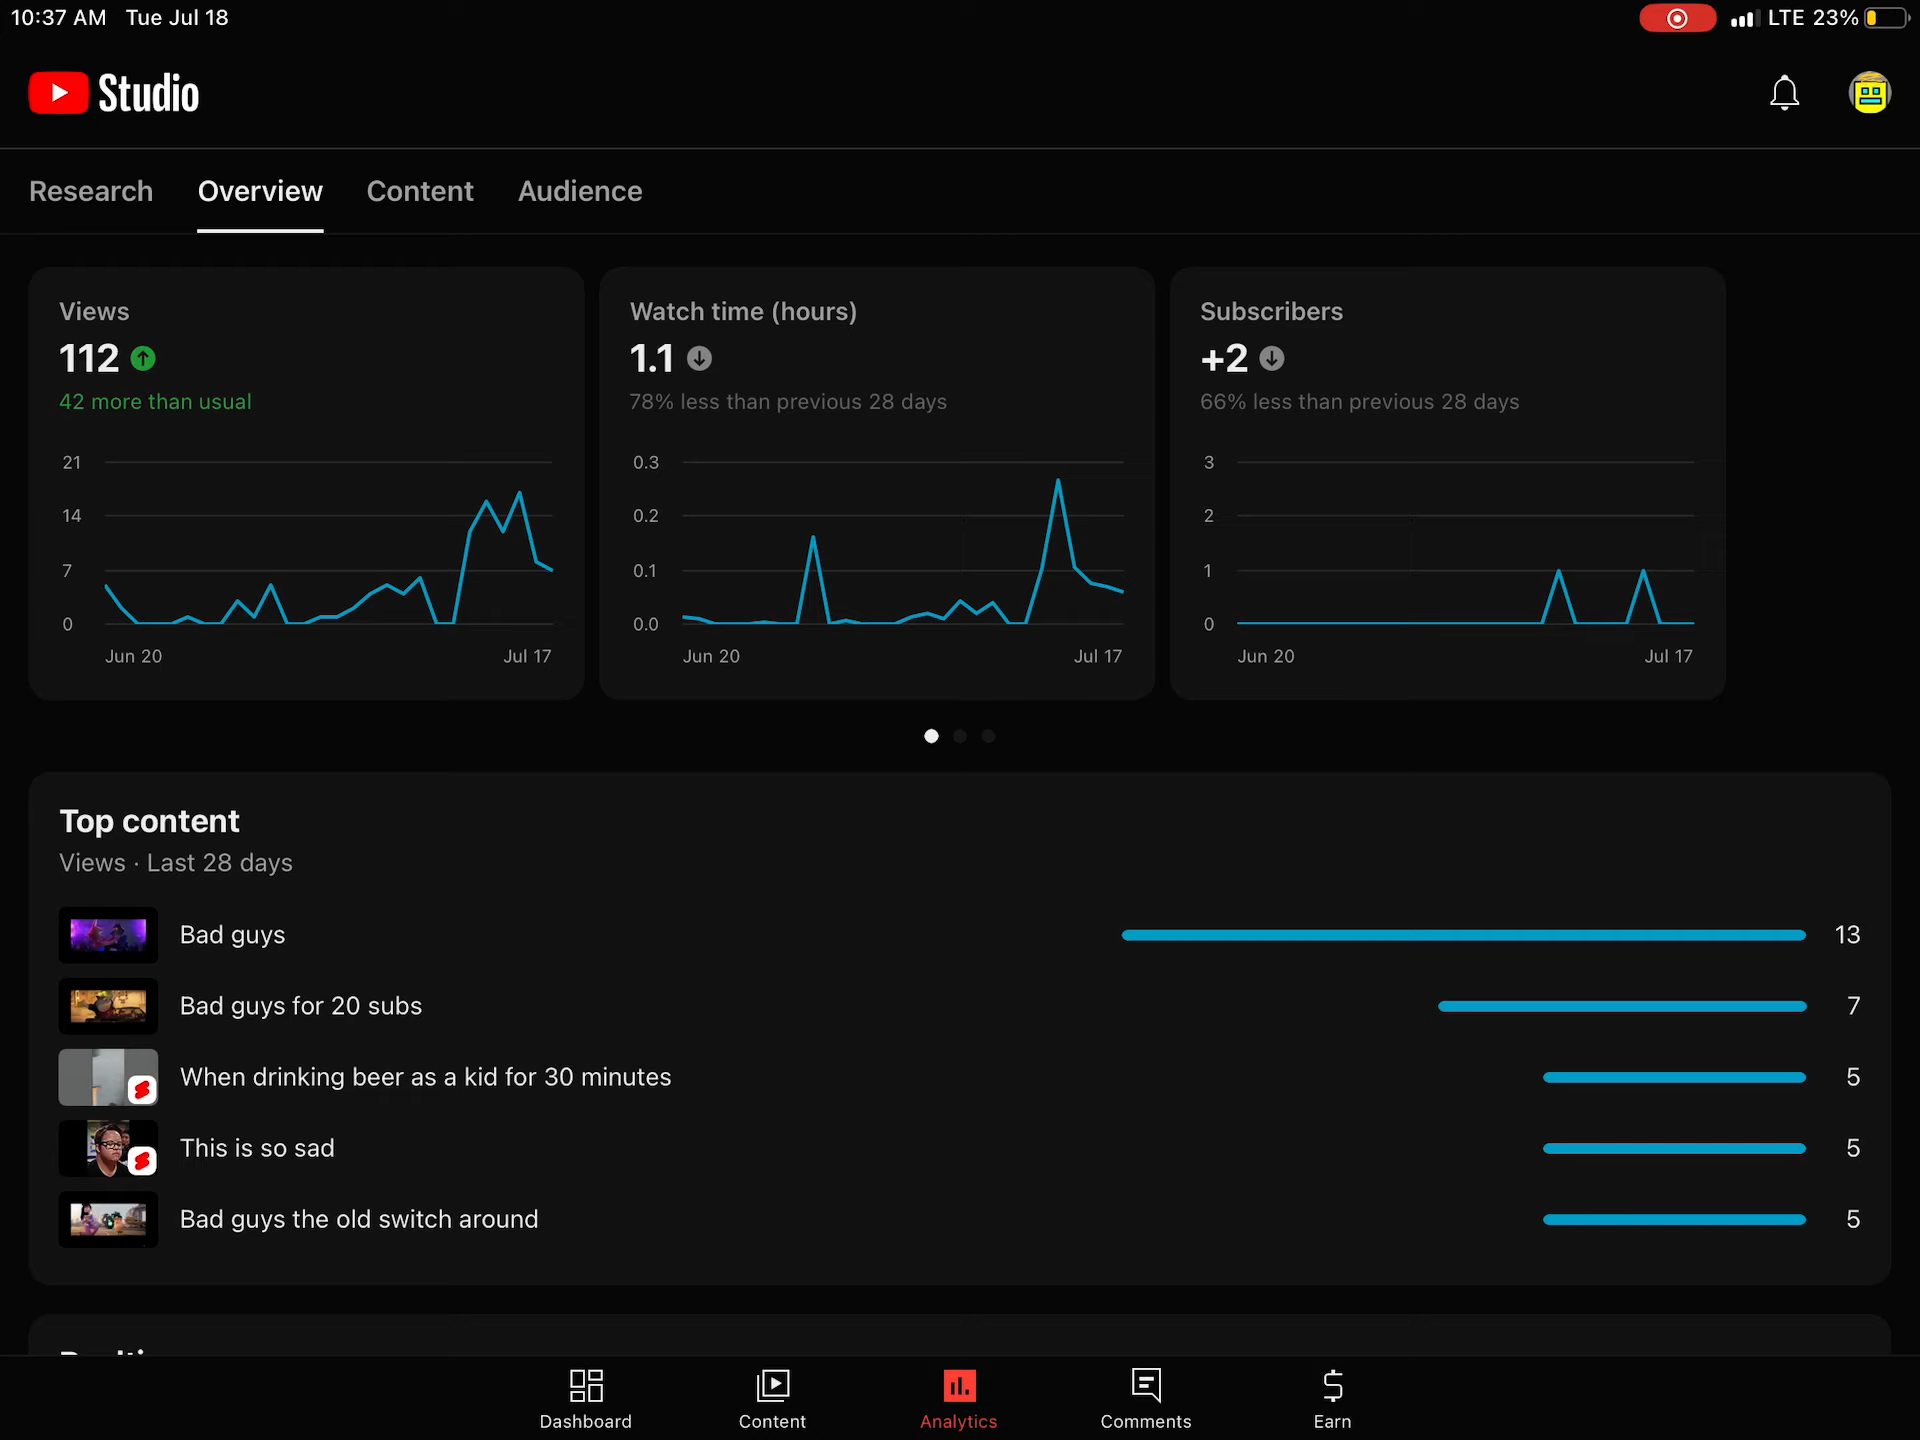 10:37 AM Tue Jul 18
LTE 23%
Studio
Research Overview Content Audience
Views
112
42 more than usual
21
14
7
0
Jun 20 Jul 17
Watch time (hours)
1.1
78% less than previous 28 days
0.3
0.2
0.1
0.0
Jun 20 Jul 17
Subscribers
+2
66% less than previous 28 days
3
2
1
0
Jun 20 Jul 17
Top content
Views · Last 28 days
Bad guys 13
Bad guys for 20 subs 7
When drinking beer as a kid for 30 minutes 5
This is so sad 5
Bad guys the old switch around 5
Dashboard Content Analytics Comments Earn